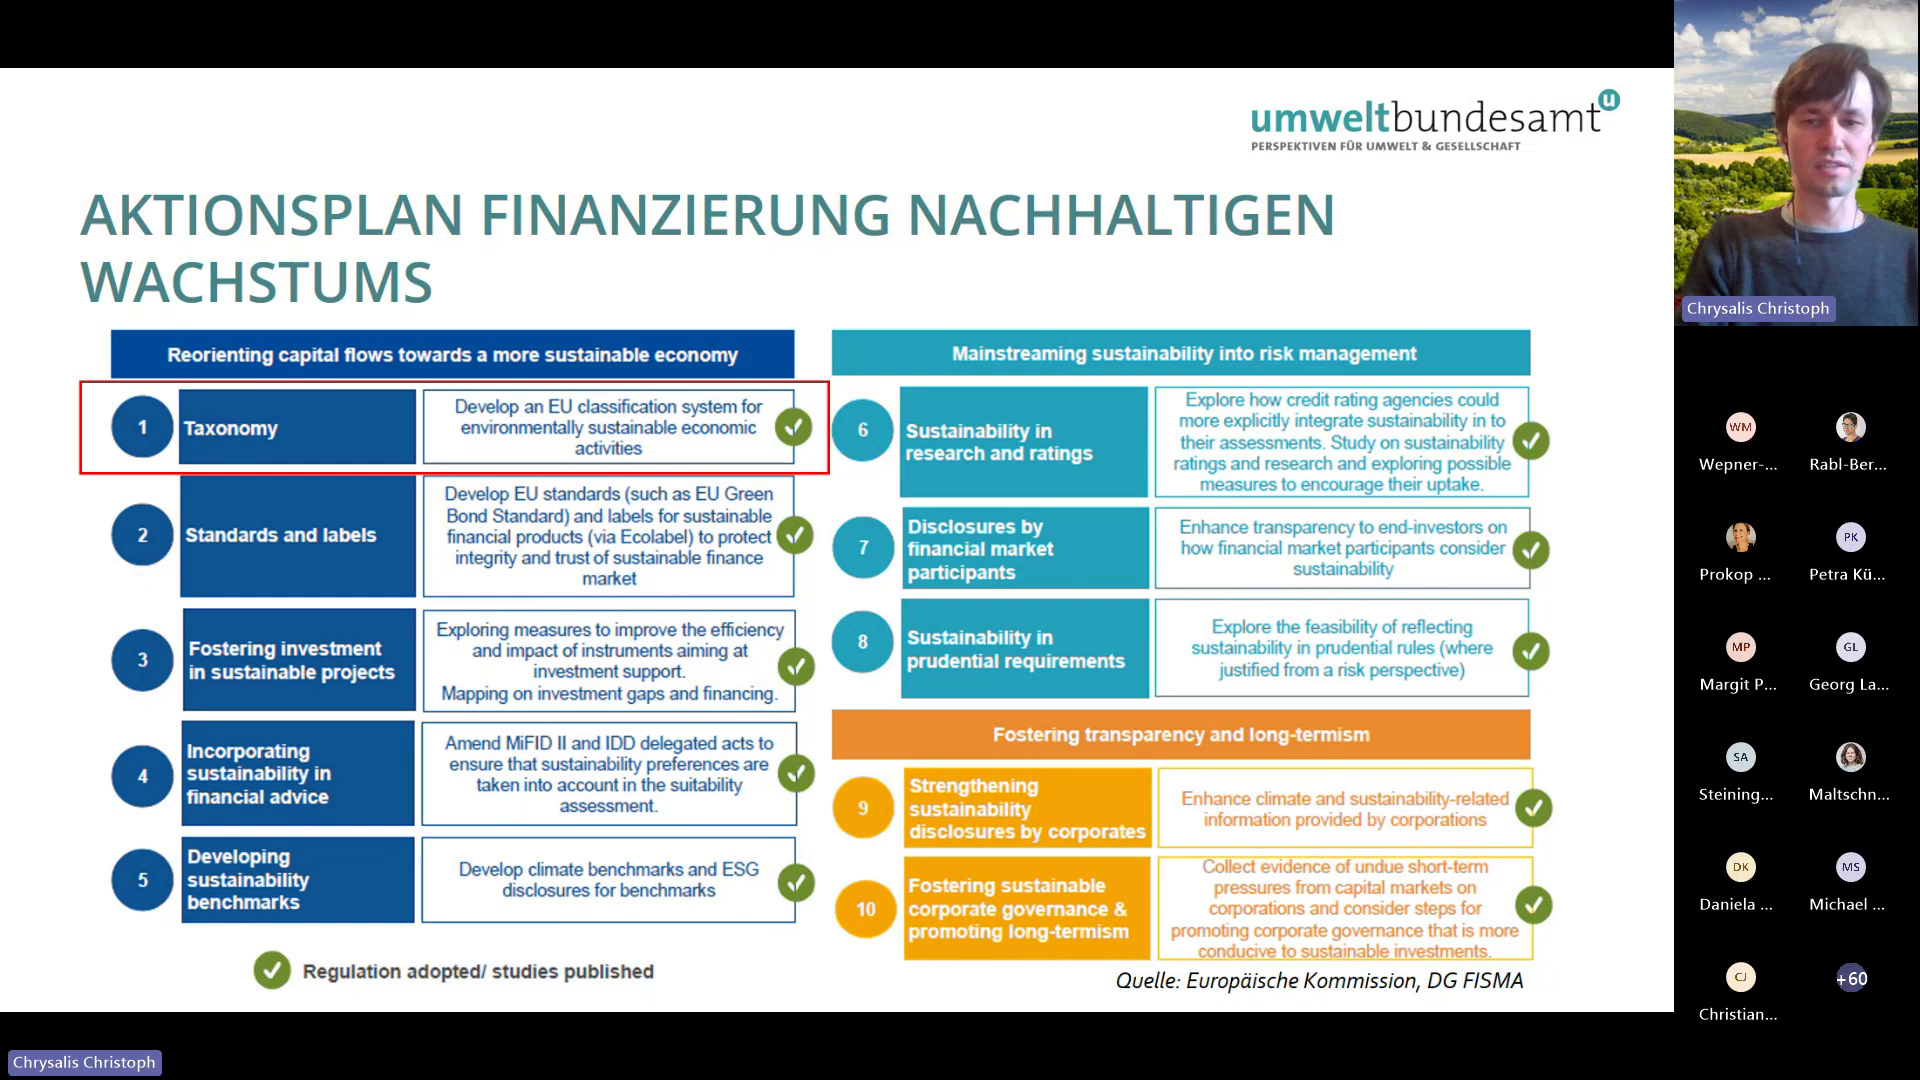 umweltbundesamt u
PERSPEKTIVEN FÜR UMWELT & GESELLSCHAFT
AKTIONSPLAN FINANZIERUNG NACHHALTIGEN
WACHSTUMS
Reorienting capital flows towards a more sustainable economy
1
Taxonomy
Develop an EU classification system for
environmentally sustainable economic
activities
2
Standards and labels
Develop EU standards (such as EU Green
Bond Standard) and labels for sustainable
financial products (via Ecolabel) to protect
integrity and trust of sustainable finance
market
3
Fostering investment
in sustainable projects
Exploring measures to improve the efficiency
and impact of instruments aiming at
investment support.
Mapping on investment gaps and financing.
4
Incorporating
sustainability in
financial advice
Amend MiFID II and IDD delegated acts to
ensure that sustainability preferences are
taken into account in the suitability
assessment.
5
Developing
sustainability
benchmarks
Develop climate benchmarks and ESG
disclosures for benchmarks
Regulation adopted/ studies published
Mainstreaming sustainability into risk management
6
Sustainability in
research and ratings
Explore how credit rating agencies could
more explicitly integrate sustainability in to
their assessments. Study on sustainability
ratings and research and exploring possible
measures to encourage their uptake.
7
Disclosures by
financial market
participants
Enhance transparency to end-investors on
how financial market participants consider
sustainability
8
Sustainability in
prudential requirements
Explore the feasibility of reflecting
sustainability in prudential rules (where
justified from a risk perspective)
Fostering transparency and long-termism
9
Strengthening
sustainability
disclosures by corporates
Enhance climate and sustainability-related
information provided by corporations
10
Fostering sustainable
corporate governance &
promoting long-termism
Collect evidence of undue short-term
pressures from capital markets on
corporations and consider steps for
promoting corporate governance that is more
conducive to sustainable investments.
Quelle: Europäische Kommission, DG FISMA
Chrysalis Christoph
WM
Wepner-...
Rabl-Ber...
Prokop ...
PK
Petra Kü...
MP
Margit P...
GL
Georg La...
SA
Steining...
Maltschn...
DK
Daniela ...
MS
Michael ...
CJ
Christian...
+60
Chrysalis Christoph